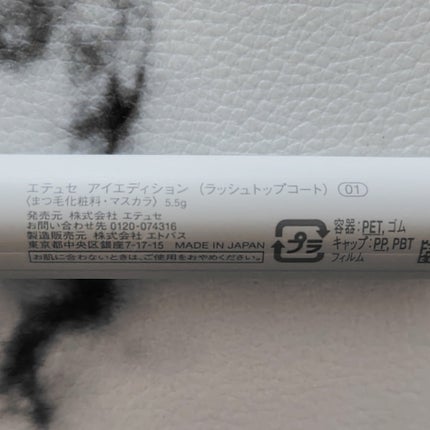 エテュセ アイエディション (ラッシュトップコート) 01
(まつ毛化粧料・マスカラ) 5.5g
発売元 株式会社 エテュセ
お問い合わせ先 0120-074316
製造販売元 株式会社 エトバス
東京都中央区銀座7-17-15 MADE IN JAPAN
お肌に合わないときは、ご使用をおやめください。
プラ
容器:PET, ゴム
キャップ:PP, PBT
フィルム